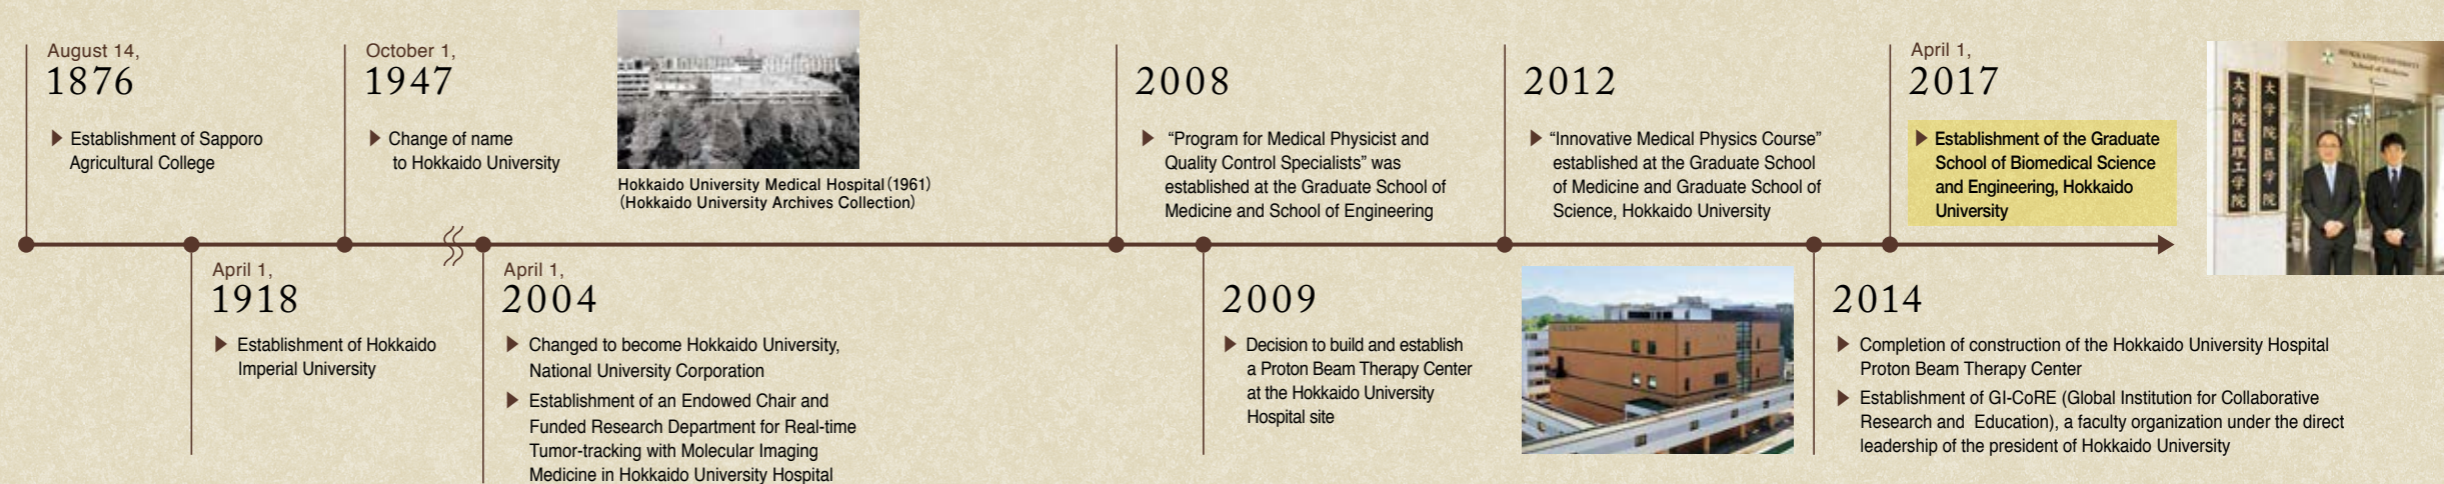 August 14,
1876
Establishment of Sapporo
Agricultural College
April 1,
1918
Establishment of Hokkaido
Imperial University
October 1,
1947
Change of name
to Hokkaido University
Hokkaido University Medical Hospital(1961)
(Hokkaido University Archives Collection)
April 1,
2004
Changed to become Hokkaido University,
National University Corporation
Establishment of an Endowed Chair and
Funded Research Department for Real-time
Tumor-tracking with Molecular Imaging
Medicine in Hokkaido University Hospital
2008
“Program for Medical Physicist and
Quality Control Specialists” was
established at the Graduate School of
Medicine and School of Engineering
2009
Decision to build and establish
a Proton Beam Therapy Center
at the Hokkaido University
Hospital site
2012
“Innovative Medical Physics Course”
established at the Graduate School
of Medicine and Graduate School of
Science, Hokkaido University
2014
Completion of construction of the Hokkaido University Hospital
Proton Beam Therapy Center
Establishment of GI-CoRE (Global Institution for Collaborative
Research and Education), a faculty organization under the direct
leadership of the president of Hokkaido University
April 1,
2017
Establishment of the Graduate
School of Biomedical Science
and Engineering, Hokkaido
University
大学院医理工学院
大学院医学院
HOKKAIDO UNIVERSITY
School of Medicine